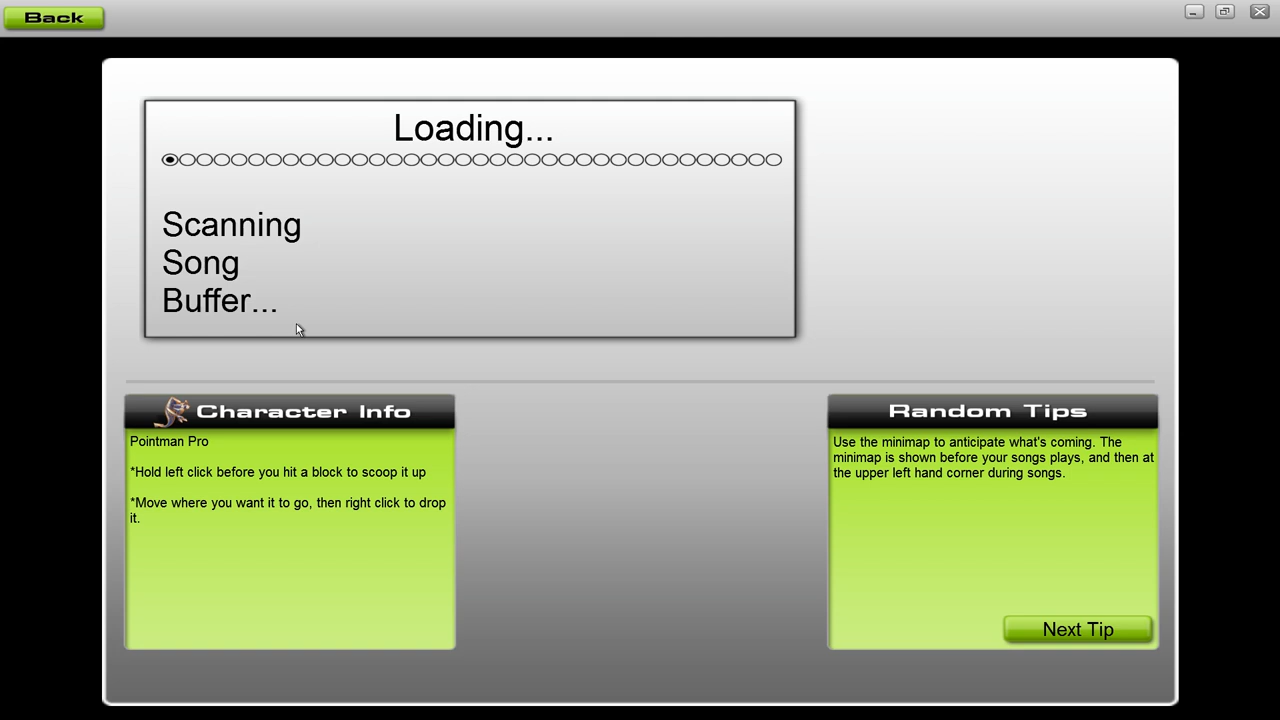 Back
Loading...
Scanning
Song
Buffer...
Character Info
Pointman Pro
*Hold left click before you hit a block to scoop it up
*Move where you want it to go, then right click to drop
it.
Random Tips
Use the minimap to anticipate what's coming. The
minimap is shown before your songs plays, and then at
the upper left hand corner during songs.
Next Tip